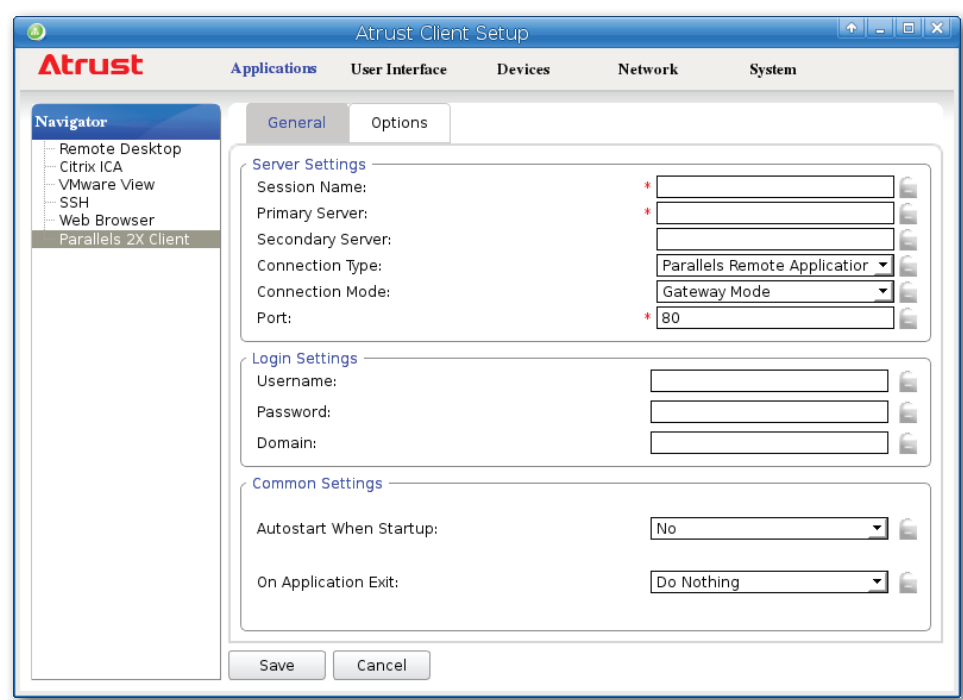 Atrust Client Setup
Atrust Applications User Interface Devices Network System
Navigator
Remote Desktop
Citrix ICA
VMware View
SSH
Web Browser
Parallels 2X Client
General Options
Server Settings
Session Name: *
Primary Server: *
Secondary Server:
Connection Type: Parallels Remote Application
Connection Mode: Gateway Mode
Port: * 80
Login Settings
Username:
Password:
Domain:
Common Settings
Autostart When Startup: No
On Application Exit: Do Nothing
Save Cancel